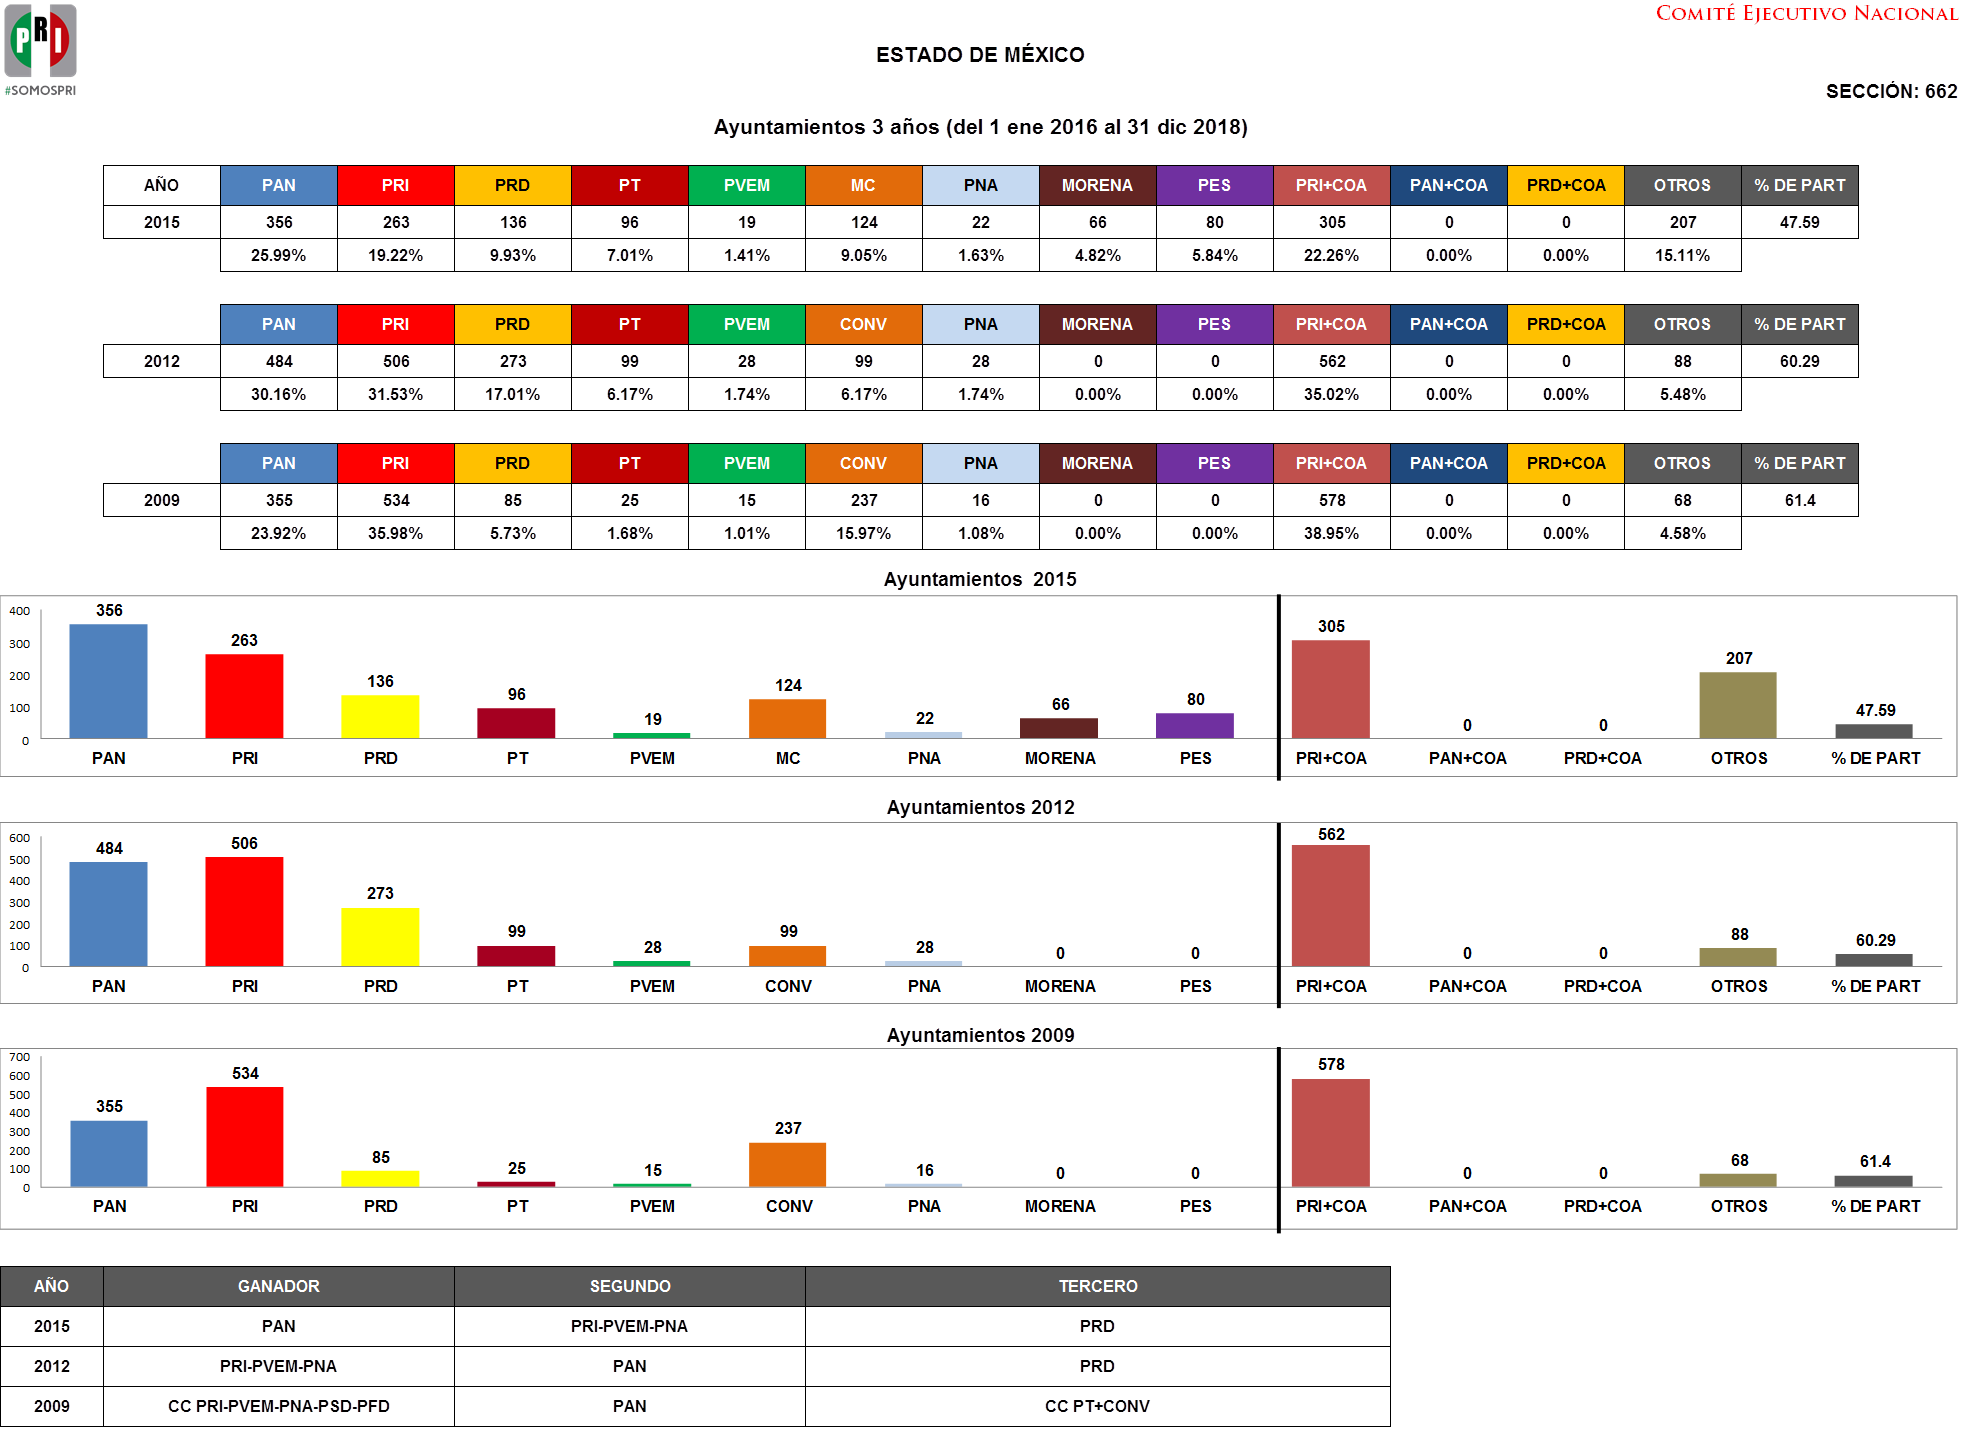 PRI
#SOMOSPRI
COMITÉ EJECUTIVO NACIONAL
ESTADO DE MÉXICO
SECCIÓN: 662
Ayuntamientos 3 años (del 1 ene 2016 al 31 dic 2018)
AÑO PAN PRI PRD PT PVEM MC PNA MORENA PES PRI+COA PAN+COA PRD+COA OTROS % DE PART
2015 356 263 136 96 19 124 22 66 80 305 0 0 207 47.59
25.99% 19.22% 9.93% 7.01% 1.41% 9.05% 1.63% 4.82% 5.84% 22.26% 0.00% 0.00% 15.11%
PAN PRI PRD PT PVEM CONV PNA MORENA PES PRI+COA PAN+COA PRD+COA OTROS % DE PART
2012 484 506 273 99 28 99 28 0 0 562 0 0 88 60.29
30.16% 31.53% 17.01% 6.17% 1.74% 6.17% 1.74% 0.00% 0.00% 35.02% 0.00% 0.00% 5.48%
PAN PRI PRD PT PVEM CONV PNA MORENA PES PRI+COA PAN+COA PRD+COA OTROS % DE PART
2009 355 534 85 25 15 237 16 0 0 578 0 0 68 61.4
23.92% 35.98% 5.73% 1.68% 1.01% 15.97% 1.08% 0.00% 0.00% 38.95% 0.00% 0.00% 4.58%
Ayuntamientos 2015
400
300
200
100
0
356 263 136 96 19 124 22 66 80 305 0 0 207 47.59
PAN PRI PRD PT PVEM MC PNA MORENA PES PRI+COA PAN+COA PRD+COA OTROS % DE PART
Ayuntamientos 2012
600
500
400
300
200
100
0
484 506 273 99 28 99 28 0 0 562 0 0 88 60.29
PAN PRI PRD PT PVEM CONV PNA MORENA PES PRI+COA PAN+COA PRD+COA OTROS % DE PART
Ayuntamientos 2009
700
600
500
400
300
200
100
0
355 534 85 25 15 237 16 0 0 578 0 0 68 61.4
PAN PRI PRD PT PVEM CONV PNA MORENA PES PRI+COA PAN+COA PRD+COA OTROS % DE PART
AÑO GANADOR SEGUNDO TERCERO
2015 PAN PRI-PVEM-PNA PRD
2012 PRI-PVEM-PNA PAN PRD
2009 CC PRI-PVEM-PNA-PSD-PFD PAN CC PT+CONV